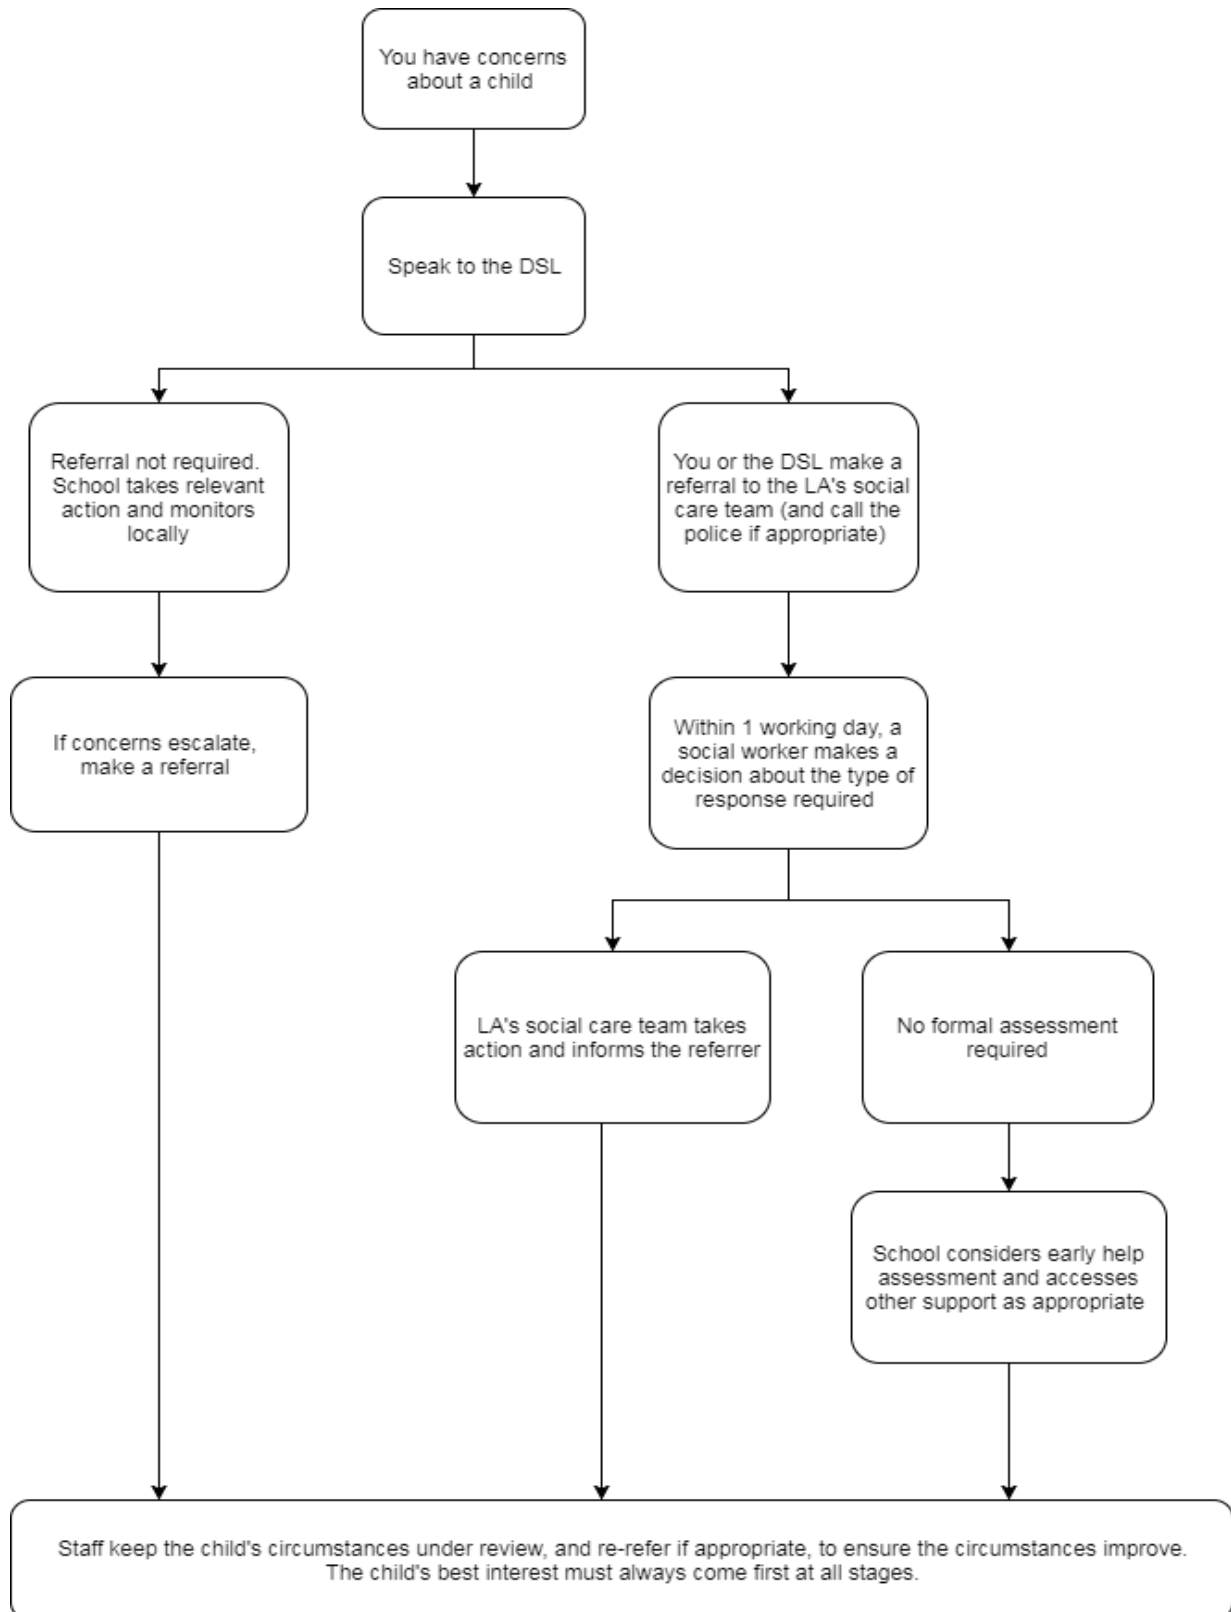 You have concerns
about a child
Speak to the DSL
Referral not required.
School takes relevant
action and monitors
locally
You or the DSL make a
referral to the LA's social
care team (and call the
police if appropriate)
If concerns escalate,
make a referral
Within 1 working day, a
social worker makes a
decision about the type of
response required
LA's social care team takes
action and informs the referrer
No formal assessment
required
School considers early help
assessment and accesses
other support as appropriate
Staff keep the child's circumstances under review, and re-refer if appropriate, to ensure the circumstances improve.
The child's best interest must always come first at all stages.